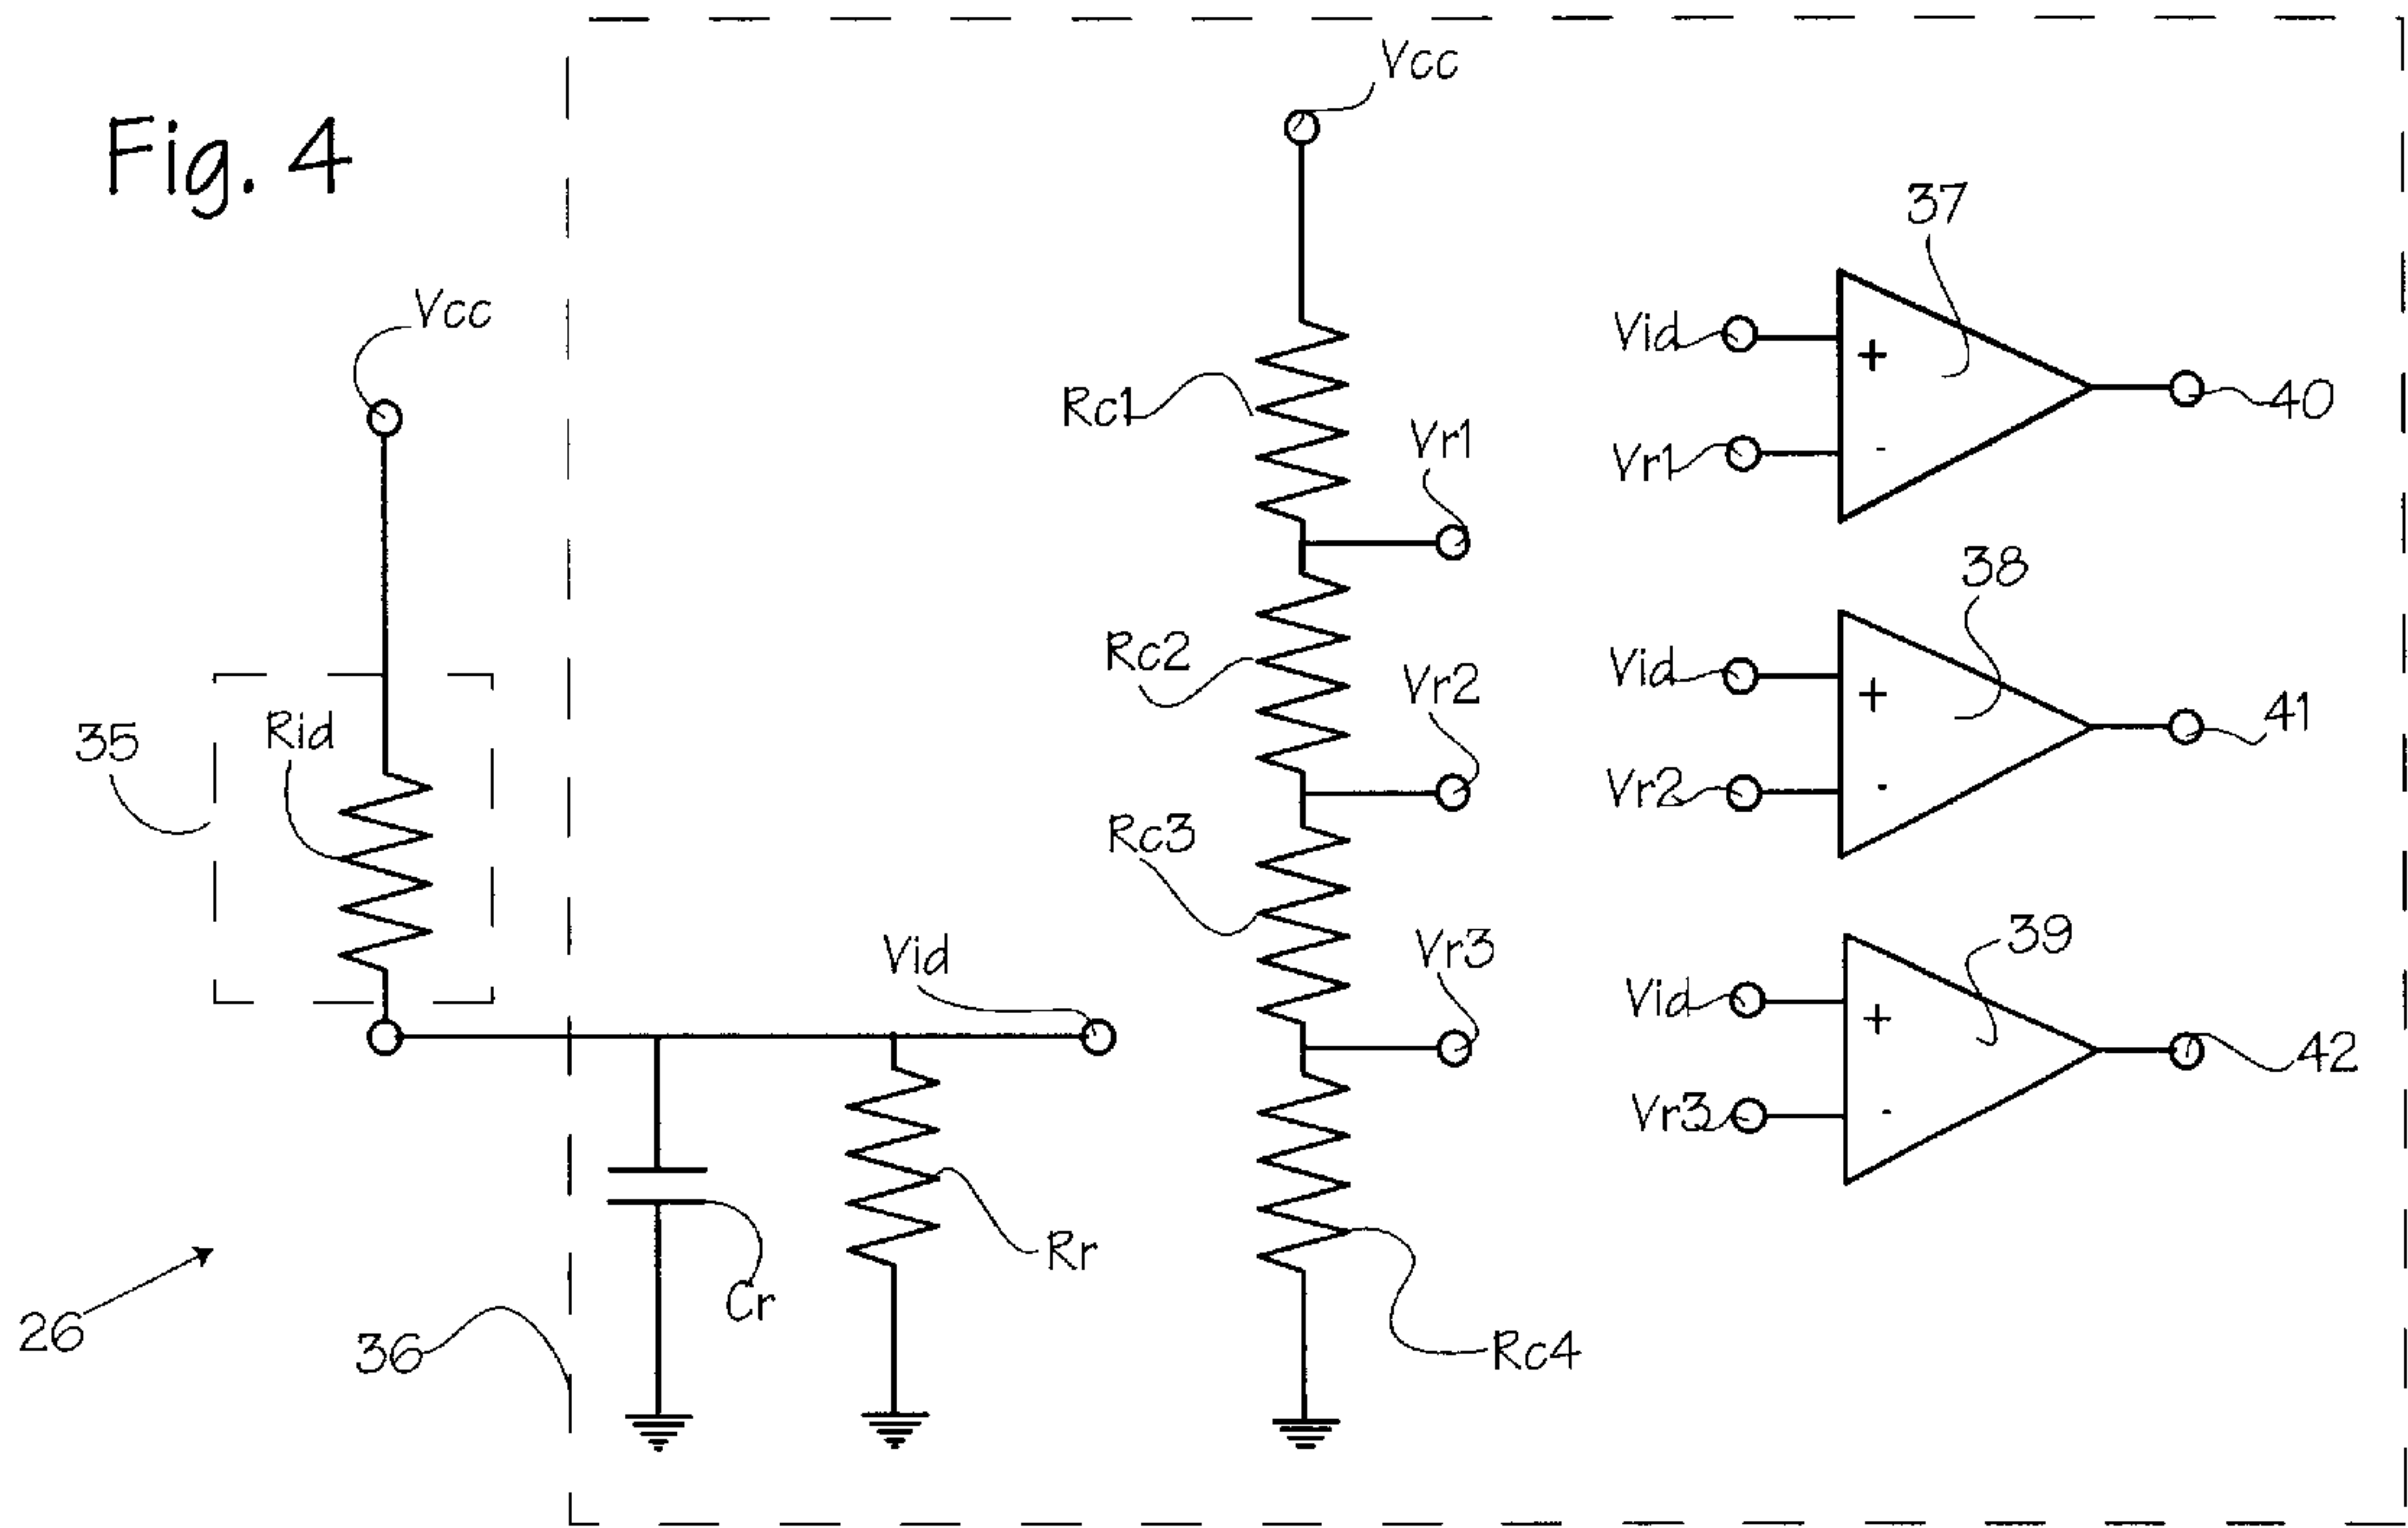 Fig. 4
Vcc
Vcc
37
Vid
+
Vr1
-
40
Rc1
Vr1
38
Vid
+
Vr2
-
41
Rc2
Vr2
35
Rid
Rc3
39
Vid
Vr3
Vid
+
Vr3
-
42
Rr
Cr
26
36
Rc4